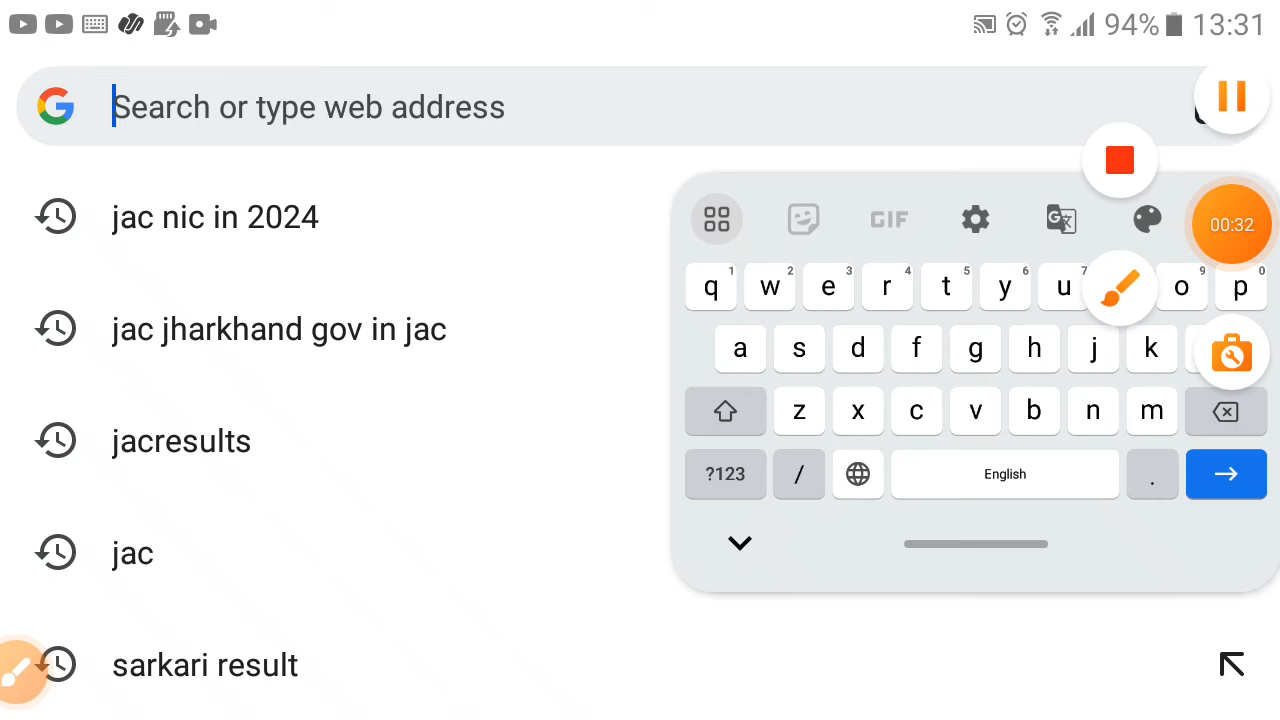 94% 13:31
Search or type web address
jac nic in 2024
jac jharkhand gov in jac
jacresults
jac
sarkari result
GIF
00:32
q 1 w 2 e 3 r 4 t 5 y 6 u 7 o 9 p 0
a s d f g h j k
z x c v b n m
?123 / English .